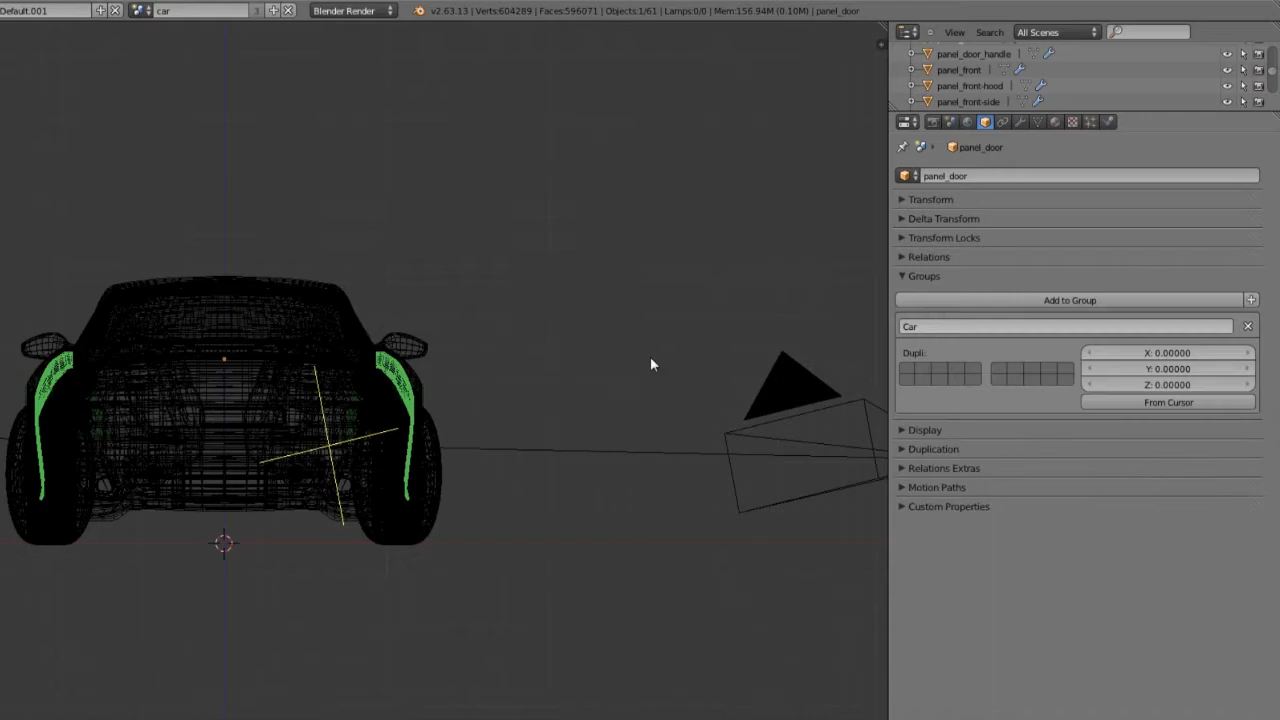 Default.001 car 3 Blender Render v2.63.13 | Verts:604289 | Faces:596071 | Objects:1/61 | Lamps:0/0 | Mem:156.94M (0.10M) | panel_door
View Search All Scenes
panel_door_handle
panel_front
panel_front-hood
panel_front-side
panel_door
panel_door
Transform
Delta Transform
Transform Locks
Relations
Groups
Add to Group
Car
Dupli: X: 0.00000
Y: 0.00000
Z: 0.00000
From Cursor
Display
Duplication
Relations Extras
Motion Paths
Custom Properties